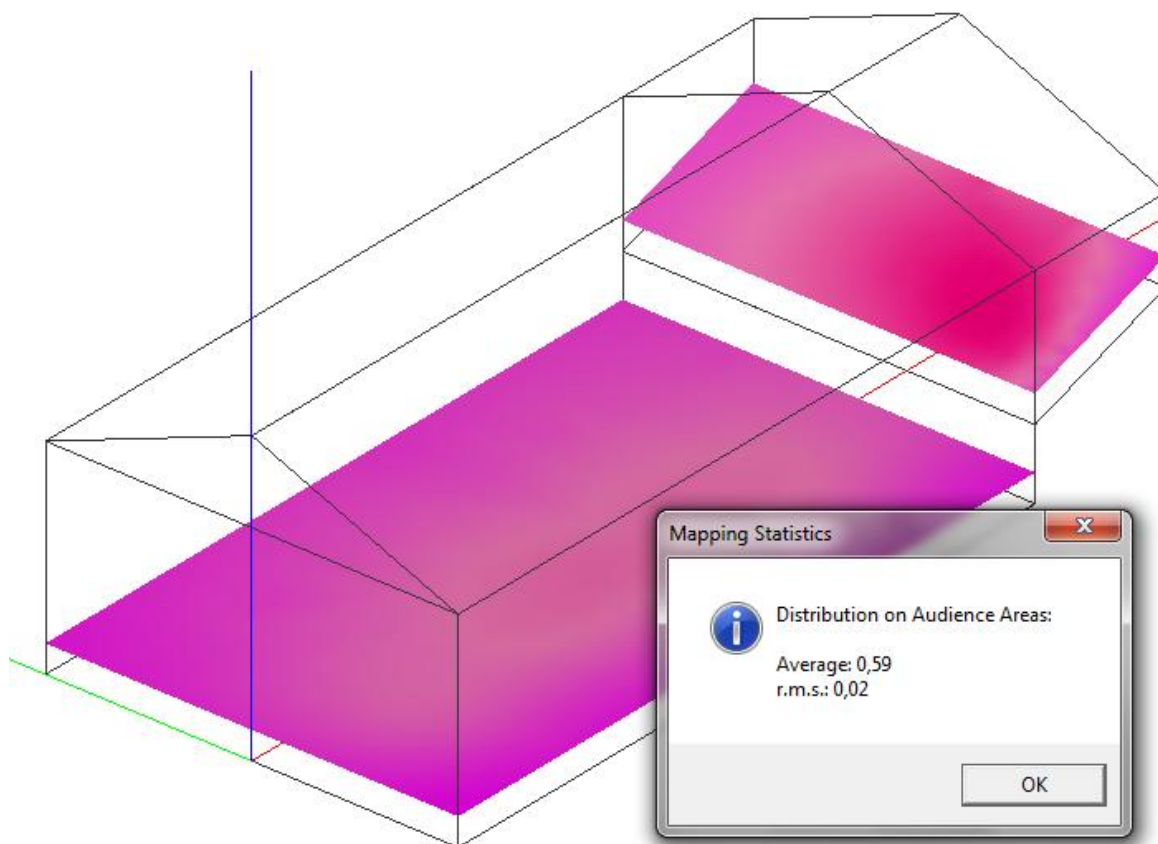 Mapping Statistics
Distribution on Audience Areas:
Average: 0,59
r.m.s.: 0,02
OK